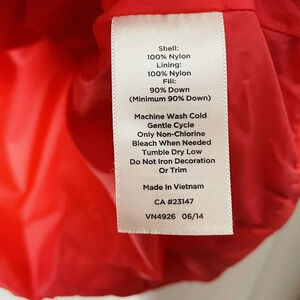 Shell:
100% Nylon
Lining:
100% Nylon
Fill:
90% Down
(Minimum 90% Down)
Machine Wash Cold
Gentle Cycle
Only Non-Chlorine
Bleach When Needed
Tumble Dry Low
Do Not Iron Decoration
Or Trim
Made In Vietnam
CA #23147
VN4926 06/14